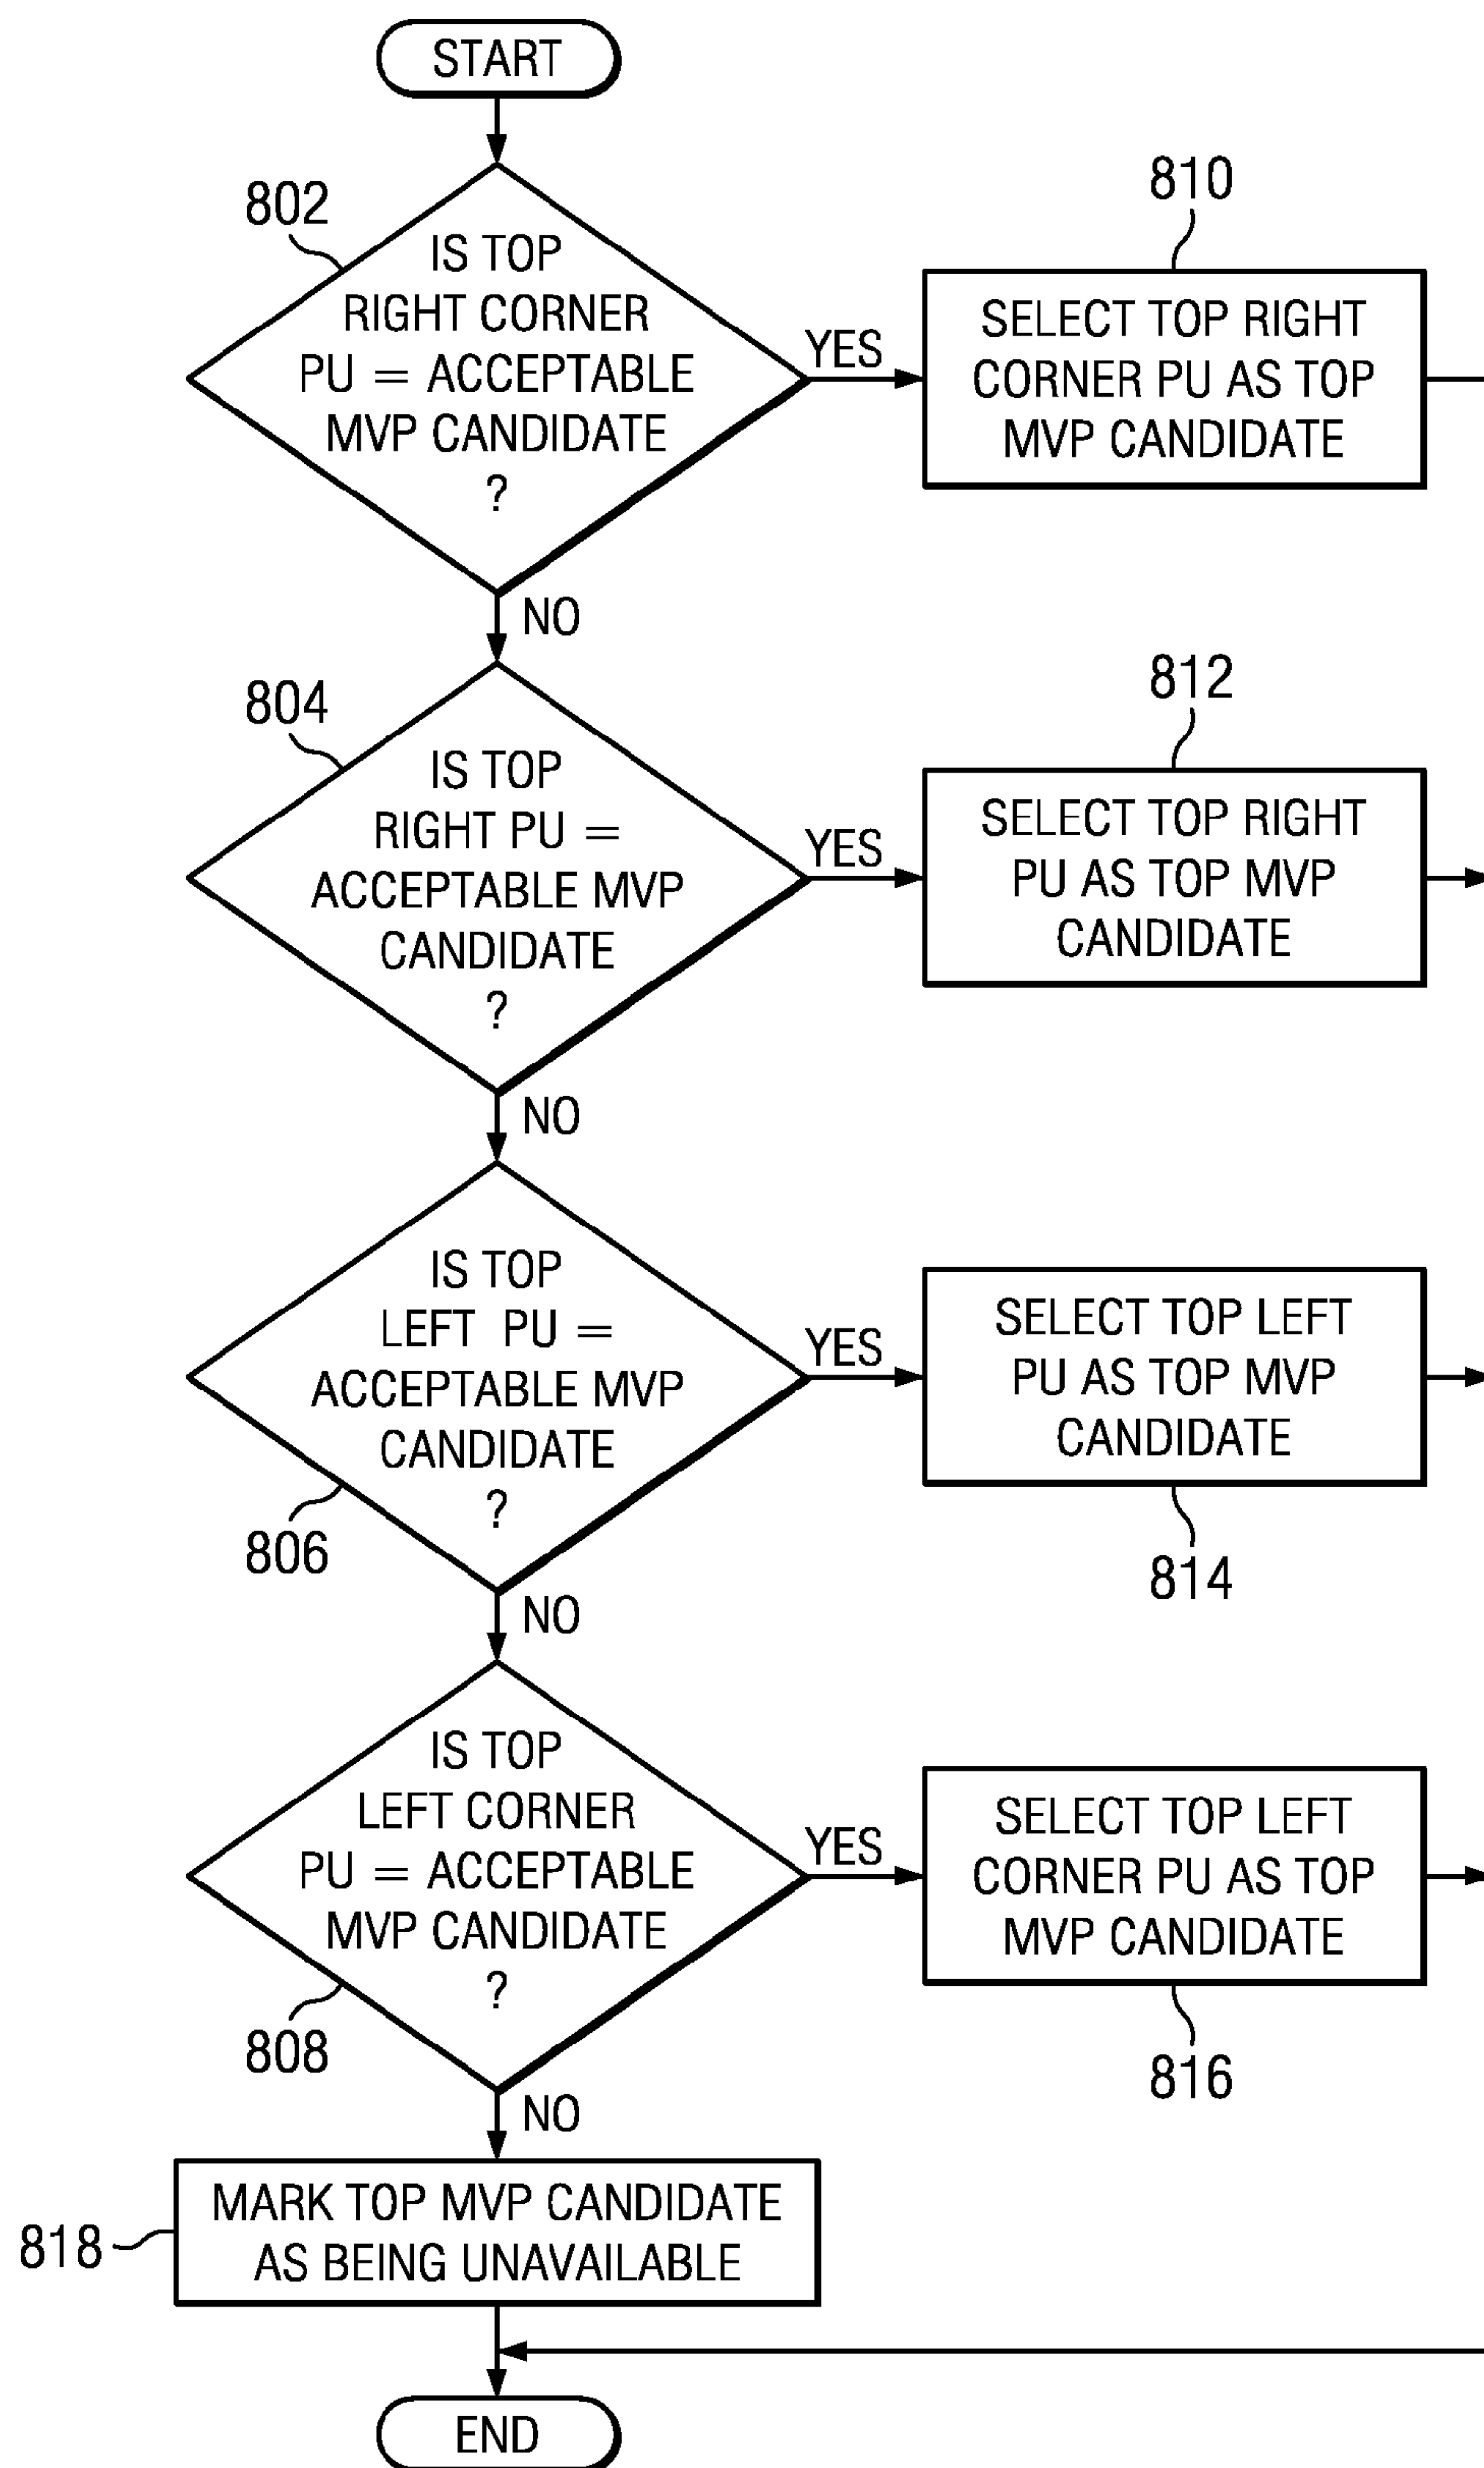 START
802
IS TOP
RIGHT CORNER
PU = ACCEPTABLE
MVP CANDIDATE
?
YES
810
SELECT TOP RIGHT
CORNER PU AS TOP
MVP CANDIDATE
NO
804
IS TOP
RIGHT PU =
ACCEPTABLE MVP
CANDIDATE
?
YES
812
SELECT TOP RIGHT
PU AS TOP MVP
CANDIDATE
NO
IS TOP
LEFT PU =
ACCEPTABLE MVP
CANDIDATE
?
806
YES
SELECT TOP LEFT
PU AS TOP MVP
CANDIDATE
814
NO
IS TOP
LEFT CORNER
PU = ACCEPTABLE
MVP CANDIDATE
?
808
YES
SELECT TOP LEFT
CORNER PU AS TOP
MVP CANDIDATE
816
NO
MARK TOP MVP CANDIDATE
AS BEING UNAVAILABLE
818
END